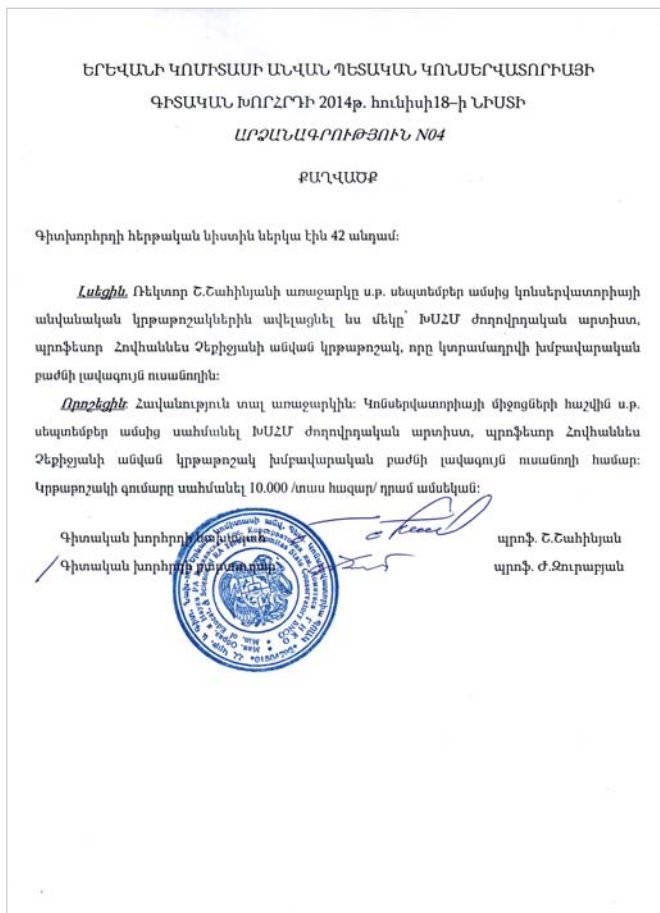 ԵՐԵՎԱՆԻ ԿՈՄԻՏԱՍԻ ԱՆՎԱՆ ՊԵՏԱԿԱՆ ԿՈՆՍԵՐՎԱՏՈՐԻԱՅԻ
ԳԻՏԱԿԱՆ ԽՈՐՀՐԴԻ 2014թ. հունիսի18–ի ՆԻՍՏԻ
ԱՐՁԱՆԱԳՐՈՒԹՅՈՒՆ N04
ՔԱՂՎԱԾՔ
Գիտխորհրդի հերթական նիստին ներկա էին 42 անդամ:
Լսեցին. Ռեկտոր Շ.Շահինյանի առաջարկը ս.թ. սեպտեմբեր ամսից կոնսերվատորիայի
անվանական կրթաթոշակներին ավելացնել ևս մեկը՝ ԽՍՀՄ ժողովրդական արտիստ,
պրոֆեսոր Հովհաննես Չեքիջյանի անվան կրթաթոշակ, որը կտրամադրվի խմբավարական
բաժնի լավագույն ուսանողին:
Որոշեցին. Հավանություն տալ առաջարկին: Կոնսերվատորիայի միջոցների հաշվին ս.թ.
սեպտեմբեր ամսից սահմանել ԽՍՀՄ ժողովրդական արտիստ, պրոֆեսոր Հովհաննես
Չեքիջյանի անվան կրթաթոշակ խմբավարական բաժնի լավագույն ուսանողի համար:
Կրթաթոշակի գումարը սահմանել 10.000 /տաս հազար/ դրամ ամսեկան:
Գիտական խորհրդի նախագահ պրոֆ. Շ.Շահինյան
Գիտական խորհրդի քարտուղար պրոֆ. Ժ.Զուրաբյան